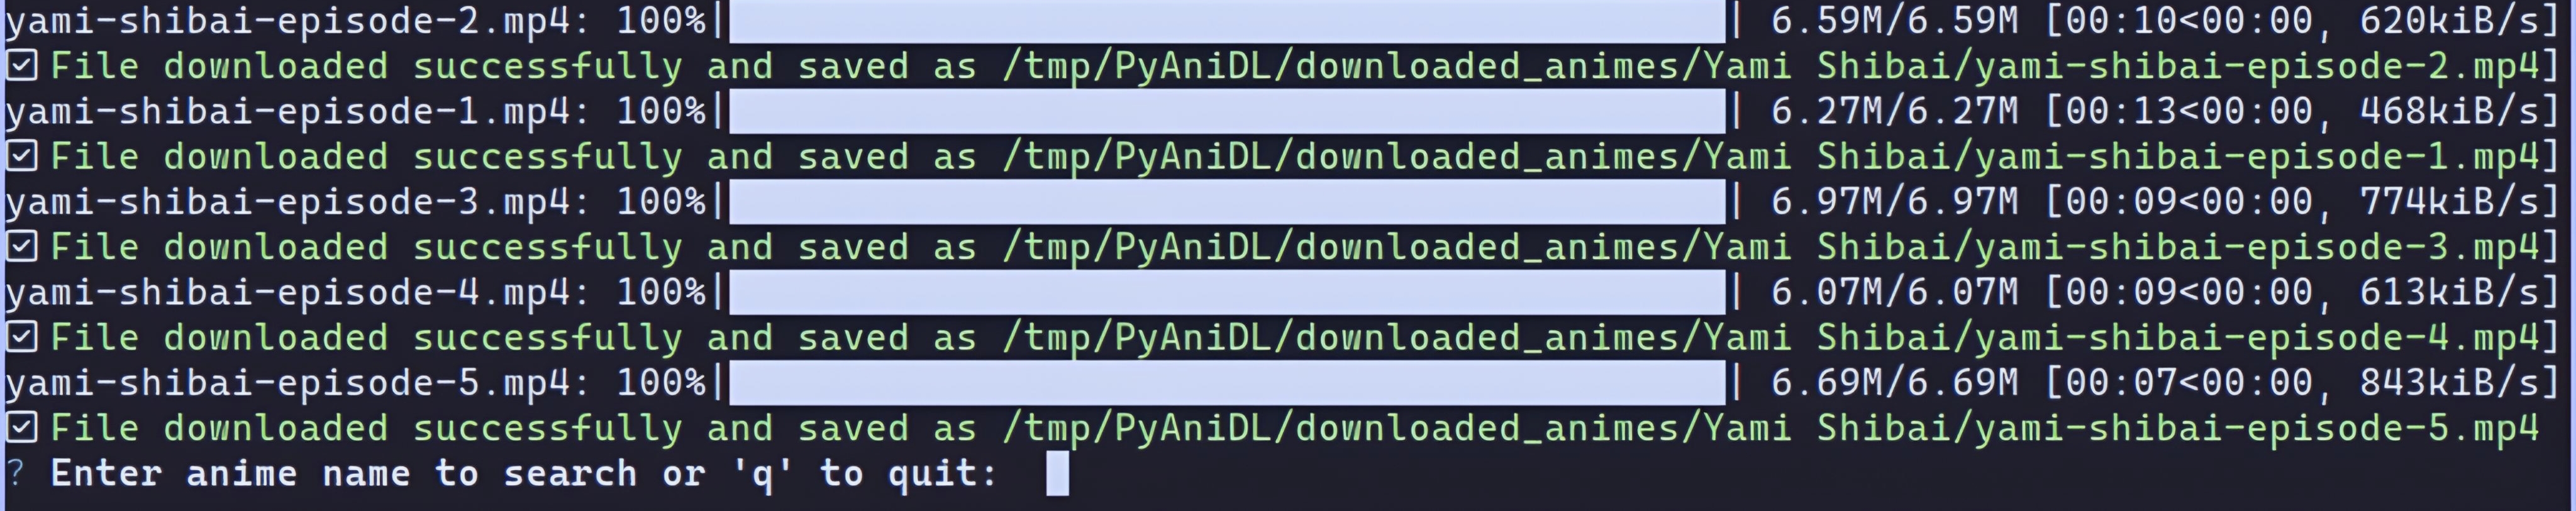 yami-shibai-episode-2.mp4: 100%|| 6.59M/6.59M [00:10<00:00, 620kiB/s]
File downloaded successfully and saved as /tmp/PyAniDL/downloaded_animes/Yami Shibai/yami-shibai-episode-2.mp4]
yami-shibai-episode-1.mp4: 100%|| 6.27M/6.27M [00:13<00:00, 468kiB/s]
File downloaded successfully and saved as /tmp/PyAniDL/downloaded_animes/Yami Shibai/yami-shibai-episode-1.mp4]
yami-shibai-episode-3.mp4: 100%|| 6.97M/6.97M [00:09<00:00, 774kiB/s]
File downloaded successfully and saved as /tmp/PyAniDL/downloaded_animes/Yami Shibai/yami-shibai-episode-3.mp4]
yami-shibai-episode-4.mp4: 100%|| 6.07M/6.07M [00:09<00:00, 613kiB/s]
File downloaded successfully and saved as /tmp/PyAniDL/downloaded_animes/Yami Shibai/yami-shibai-episode-4.mp4]
yami-shibai-episode-5.mp4: 100%|| 6.69M/6.69M [00:07<00:00, 843kiB/s]
File downloaded successfully and saved as /tmp/PyAniDL/downloaded_animes/Yami Shibai/yami-shibai-episode-5.mp4
? Enter anime name to search or 'q' to quit: